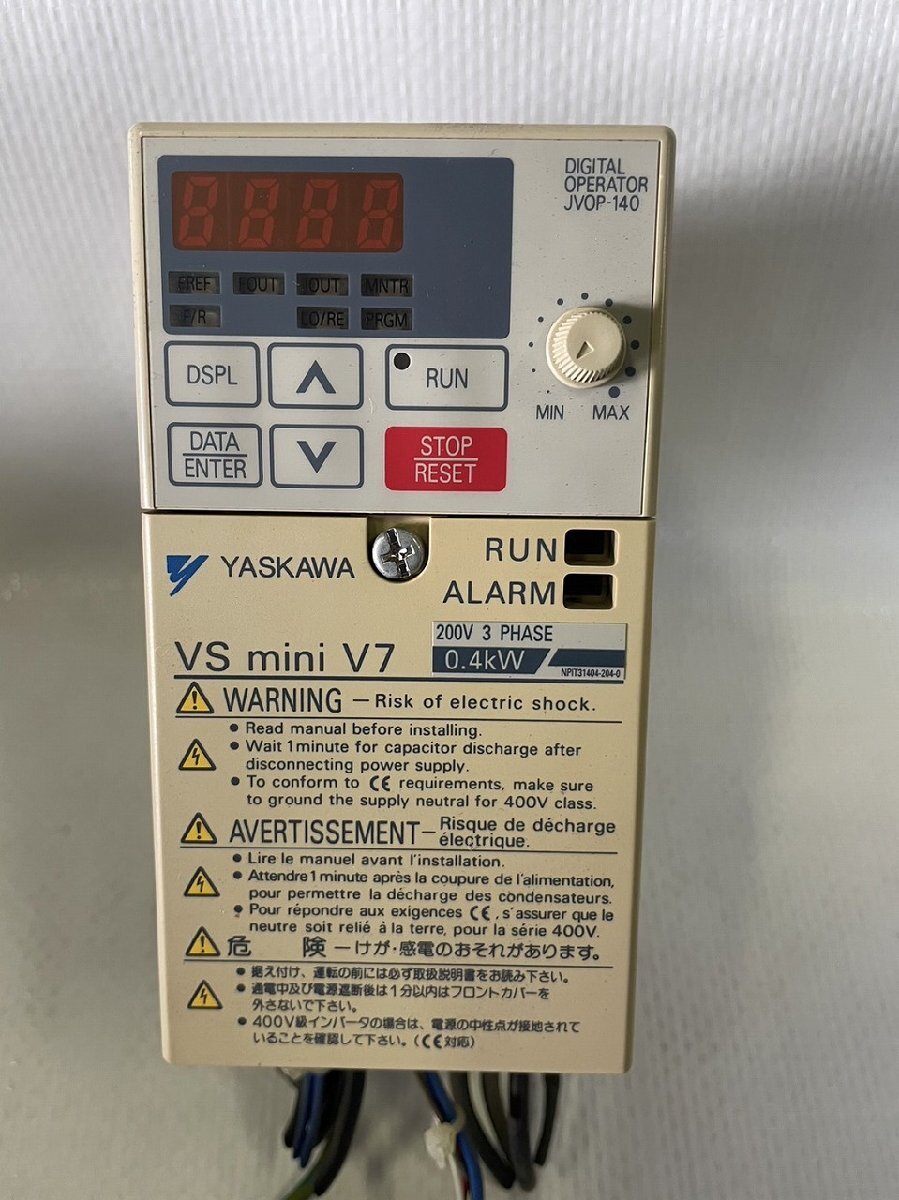 DIGITAL
OPERATOR
JVOP-140
8888
FREF FOUT IOUT MNTR
F/R LO/RE PRGM
DSPL
RUN
MIN MAX
DATA
ENTER
STOP
RESET
YASKAWA
RUN
ALARM
VS mini V7
200V 3 PHASE
0.4kW
NPIT31404-204-0
WARNING — Risk of electric shock.
• Read manual before installing.
• Wait 1minute for capacitor discharge after
disconnecting power supply.
• To conform to CE requirements, make sure
to ground the supply neutral for 400V class.
AVERTISSEMENT — Risque de décharge
électrique.
• Lire le manuel avant l'installation.
• Attendre 1 minute après la coupure de l'alimentation,
pour permettre la décharge des condensateurs.
• Pour répondre aux exigences CE, s'assurer que le
neutre soit relié à la terre, pour la série 400V.
危 険 —けが・感電のおそれがあります。
• 据え付け、運転の前には必ず取扱説明書をお読み下さい。
• 通電中及び電源遮断後は1分以内はフロントカバーを
外さないで下さい。
• 400V級インバータの場合は、電源の中性点が接地されて
いることを確認して下さい。(CE対応)